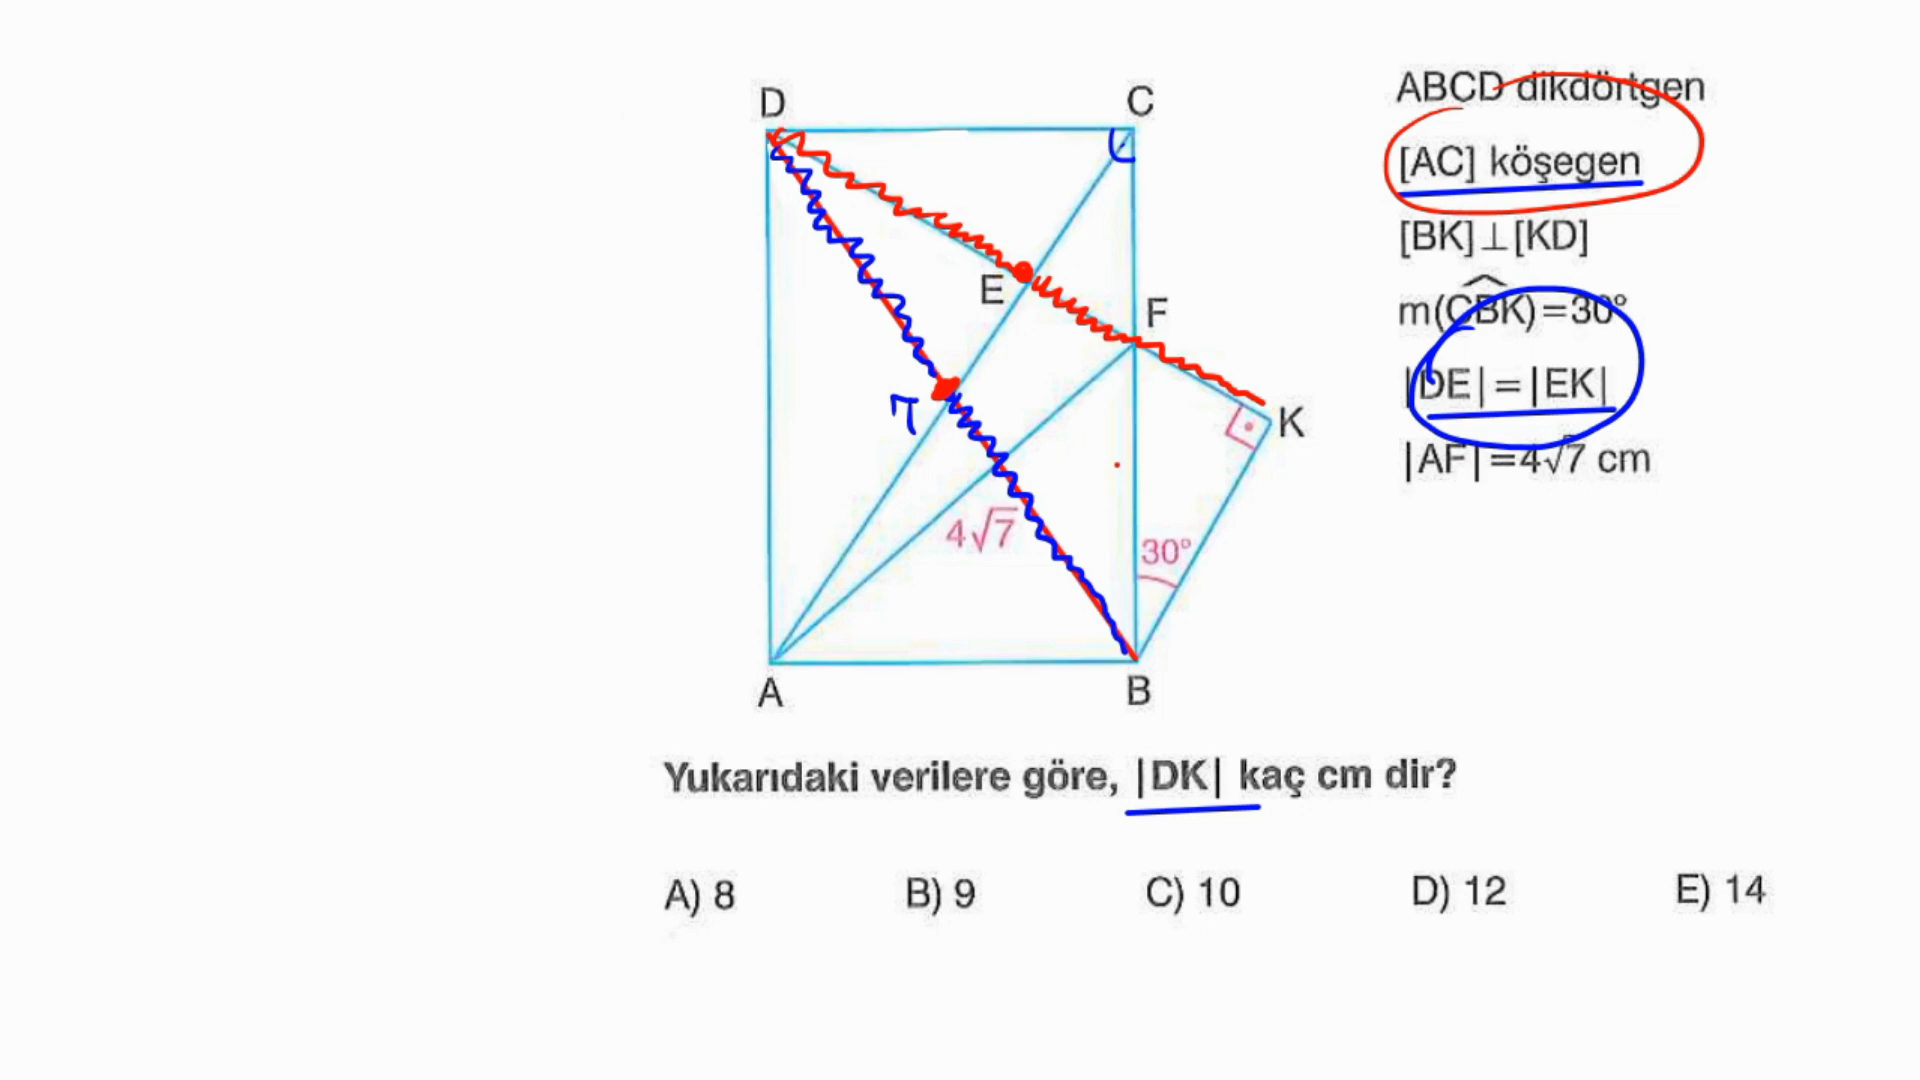 D
C
ABCD dikdörtgen
[AC] köşegen
[BK]⊥[KD]
m(CBK)=30°
|DE|=|EK|
|AF|=4√7 cm
E
F
K
4√7
30°
A
B
Yukarıdaki verilere göre, |DK| kaç cm dir?
A) 8 B) 9 C) 10 D) 12 E) 14